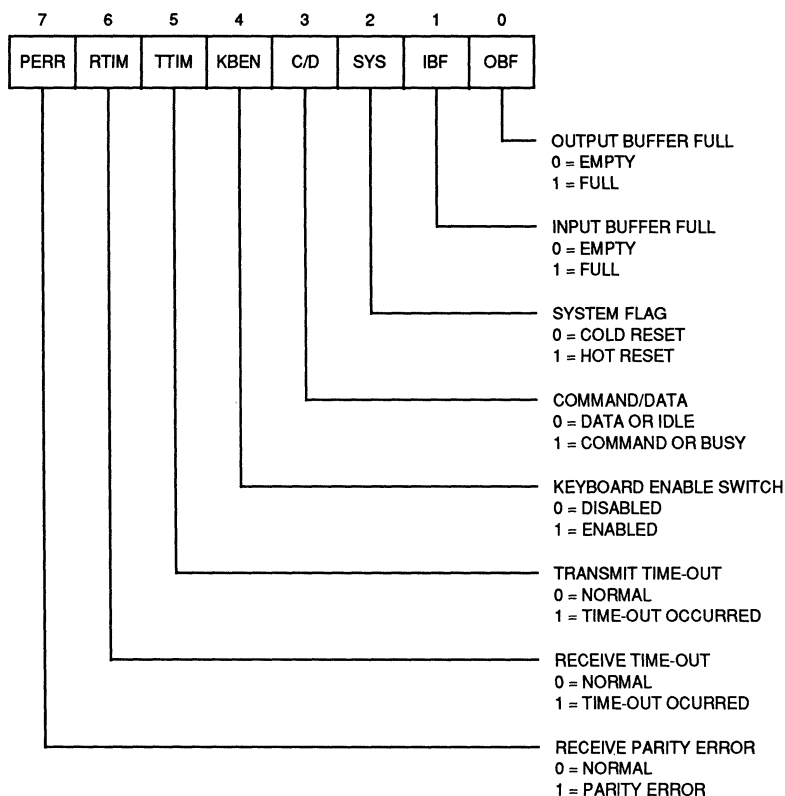 7 6 5 4 3 2 1 0
PERR RTIM TTIM KBEN C/D SYS IBF OBF
OUTPUT BUFFER FULL
0 = EMPTY
1 = FULL
INPUT BUFFER FULL
0 = EMPTY
1 = FULL
SYSTEM FLAG
0 = COLD RESET
1 = HOT RESET
COMMAND/DATA
0 = DATA OR IDLE
1 = COMMAND OR BUSY
KEYBOARD ENABLE SWITCH
0 = DISABLED
1 = ENABLED
TRANSMIT TIME-OUT
0 = NORMAL
1 = TIME-OUT OCCURRED
RECEIVE TIME-OUT
0 = NORMAL
1 = TIME-OUT OCURRED
RECEIVE PARITY ERROR
0 = NORMAL
1 = PARITY ERROR